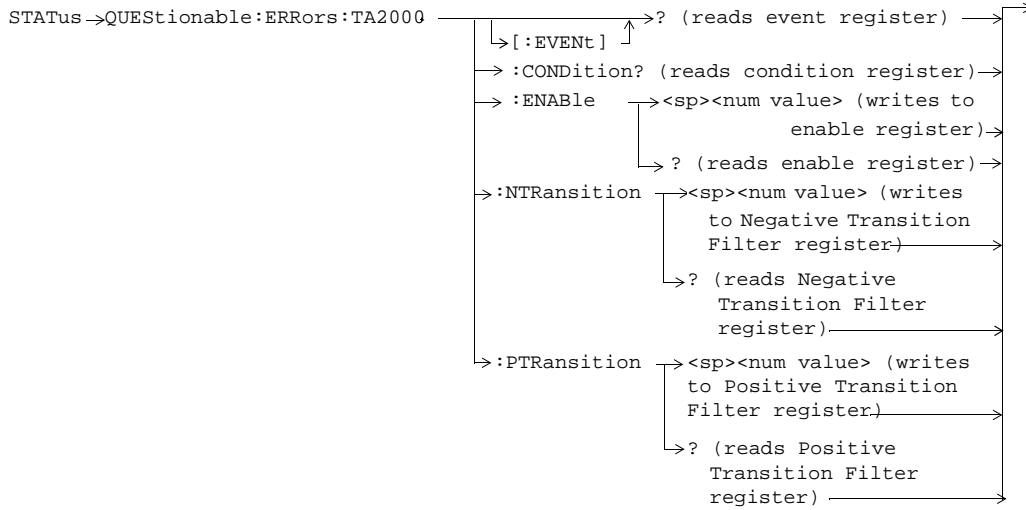 STATus QUEStionable:ERRors:TA2000 ? (reads event register)
[:EVENt]
:CONDition? (reads condition register)
:ENABle <sp><num value> (writes to
enable register)
? (reads enable register)
:NTRansition <sp><num value> (writes
to Negative Transition
Filter register)
? (reads Negative
Transition Filter
register)
:PTRansition <sp><num value> (writes
to Positive Transition
Filter register)
? (reads Positive
Transition Filter
register)